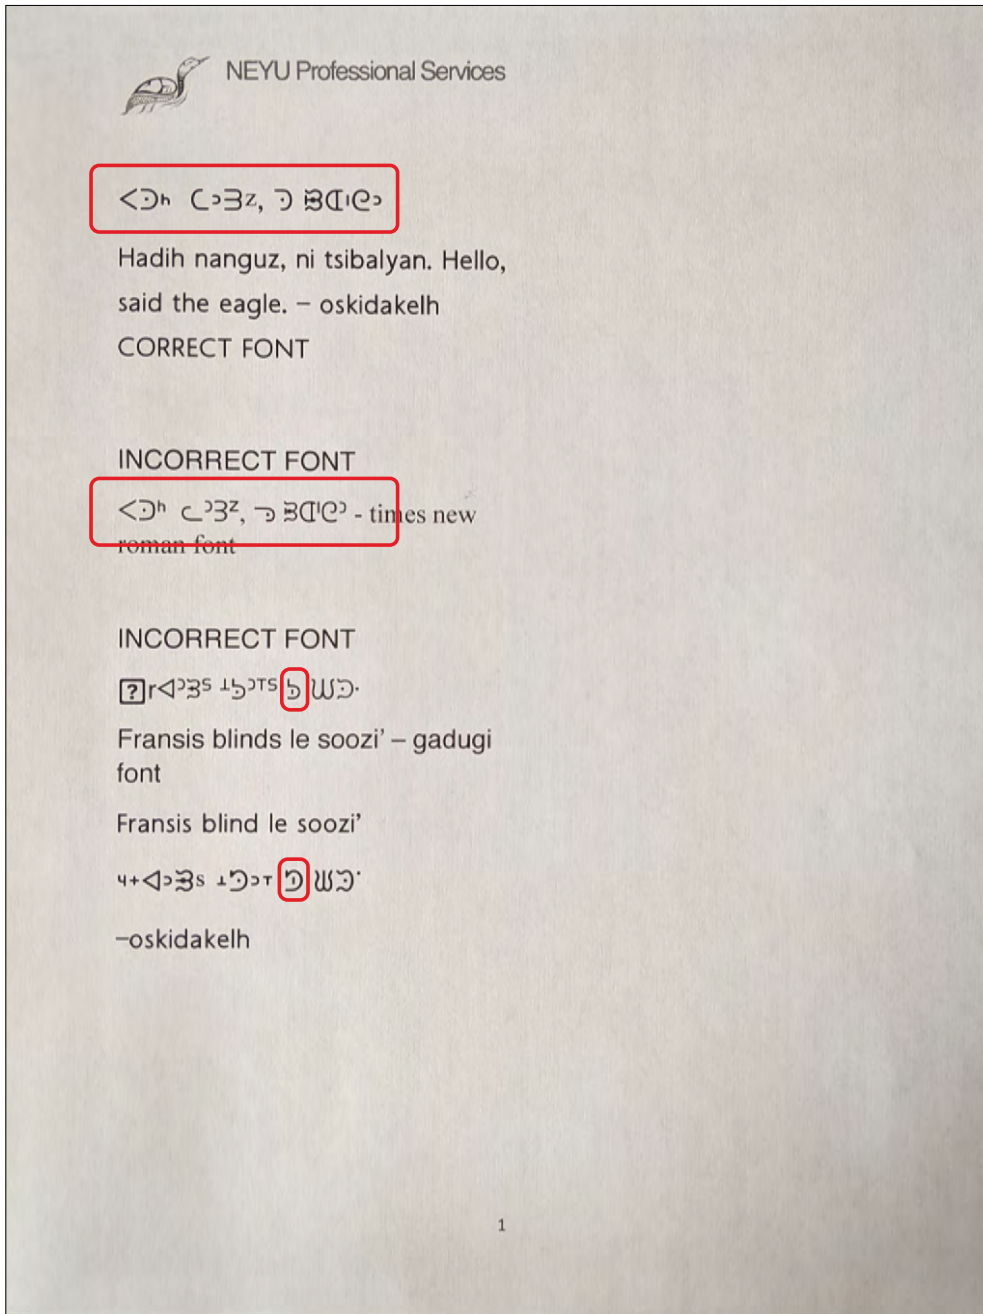 NEYU Professional Services
Hadih nanguz, ni tsibalyan. Hello,
said the eagle. – oskidakelh
CORRECT FONT
INCORRECT FONT
- times new
roman font
INCORRECT FONT
Fransis blinds le soozi’ – gadugi
font
Fransis blind le soozi’
–oskidakelh
1